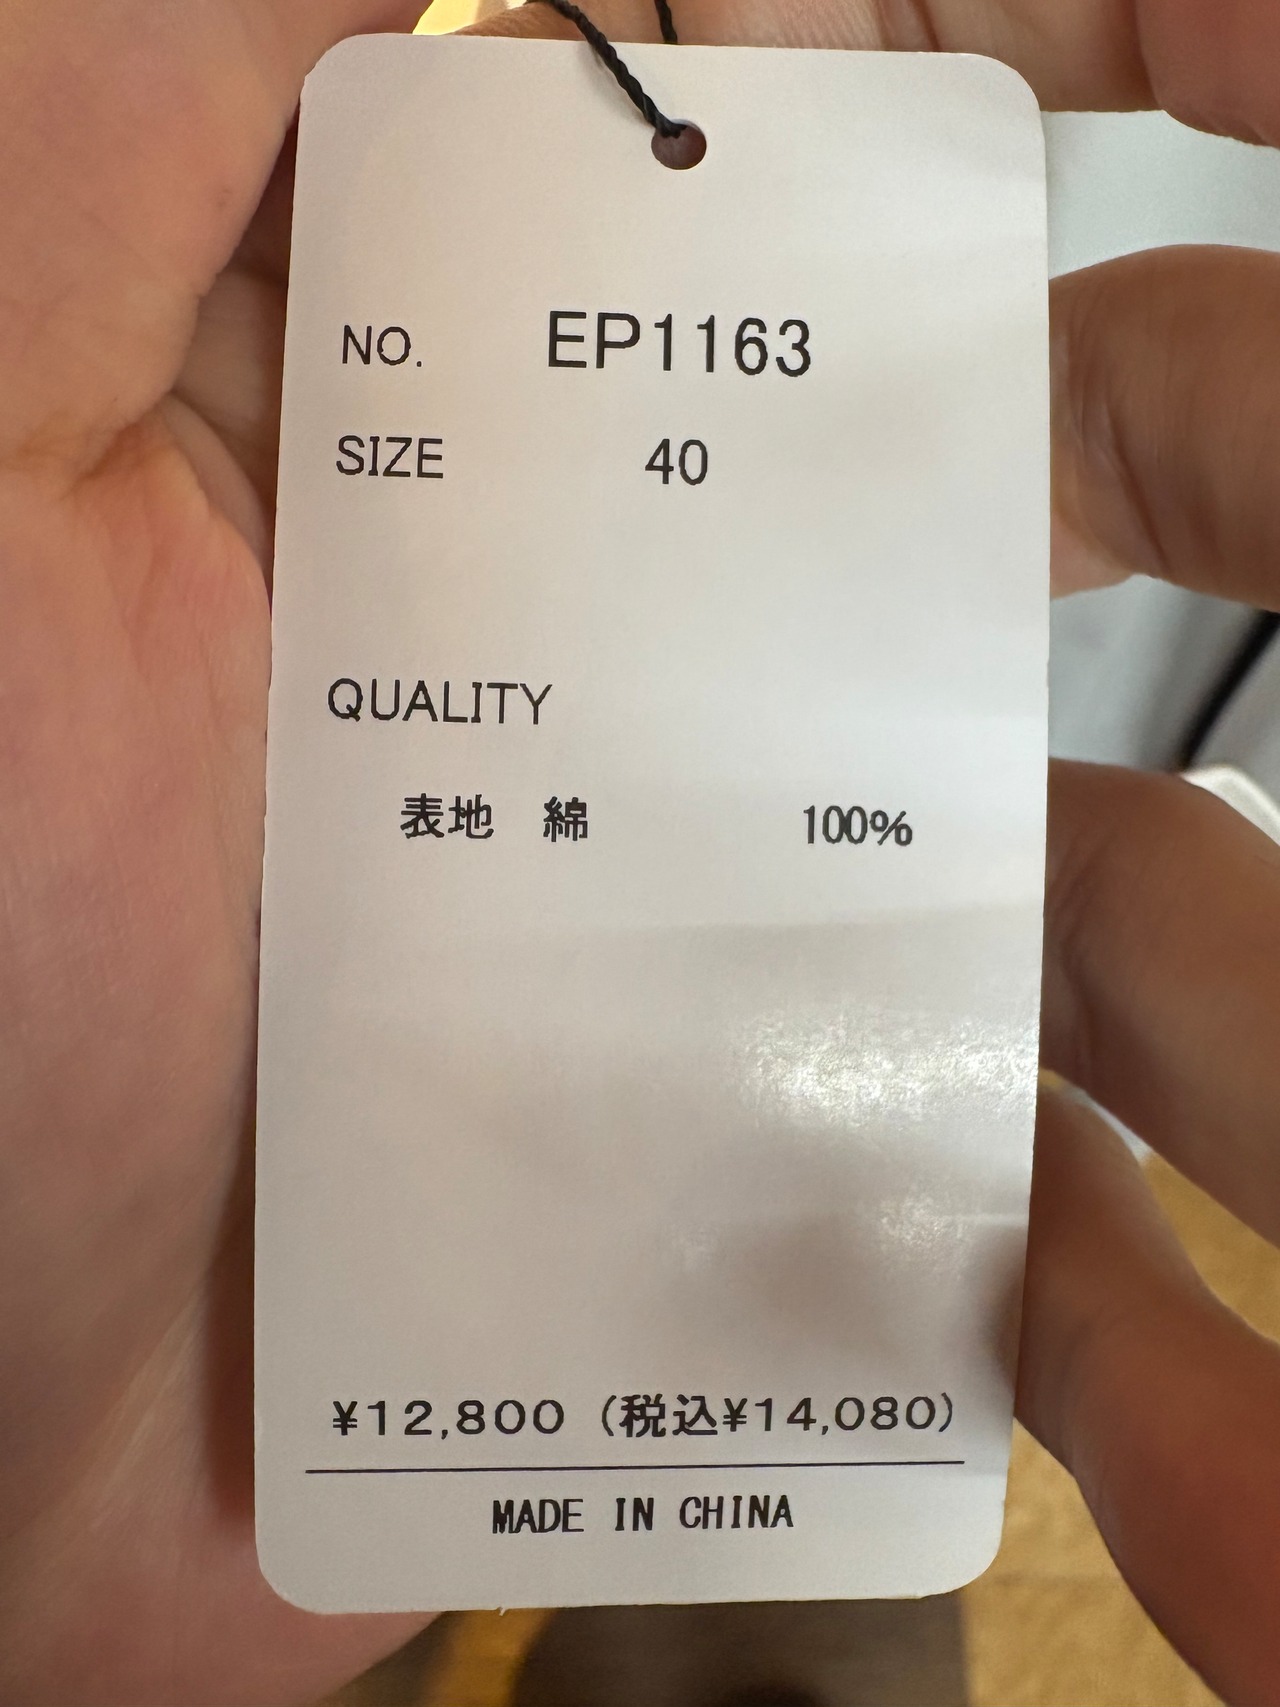 NO. EP1163
SIZE 40
QUALITY
表地 綿 100%
¥12,800 (税込¥14,080)
MADE IN CHINA